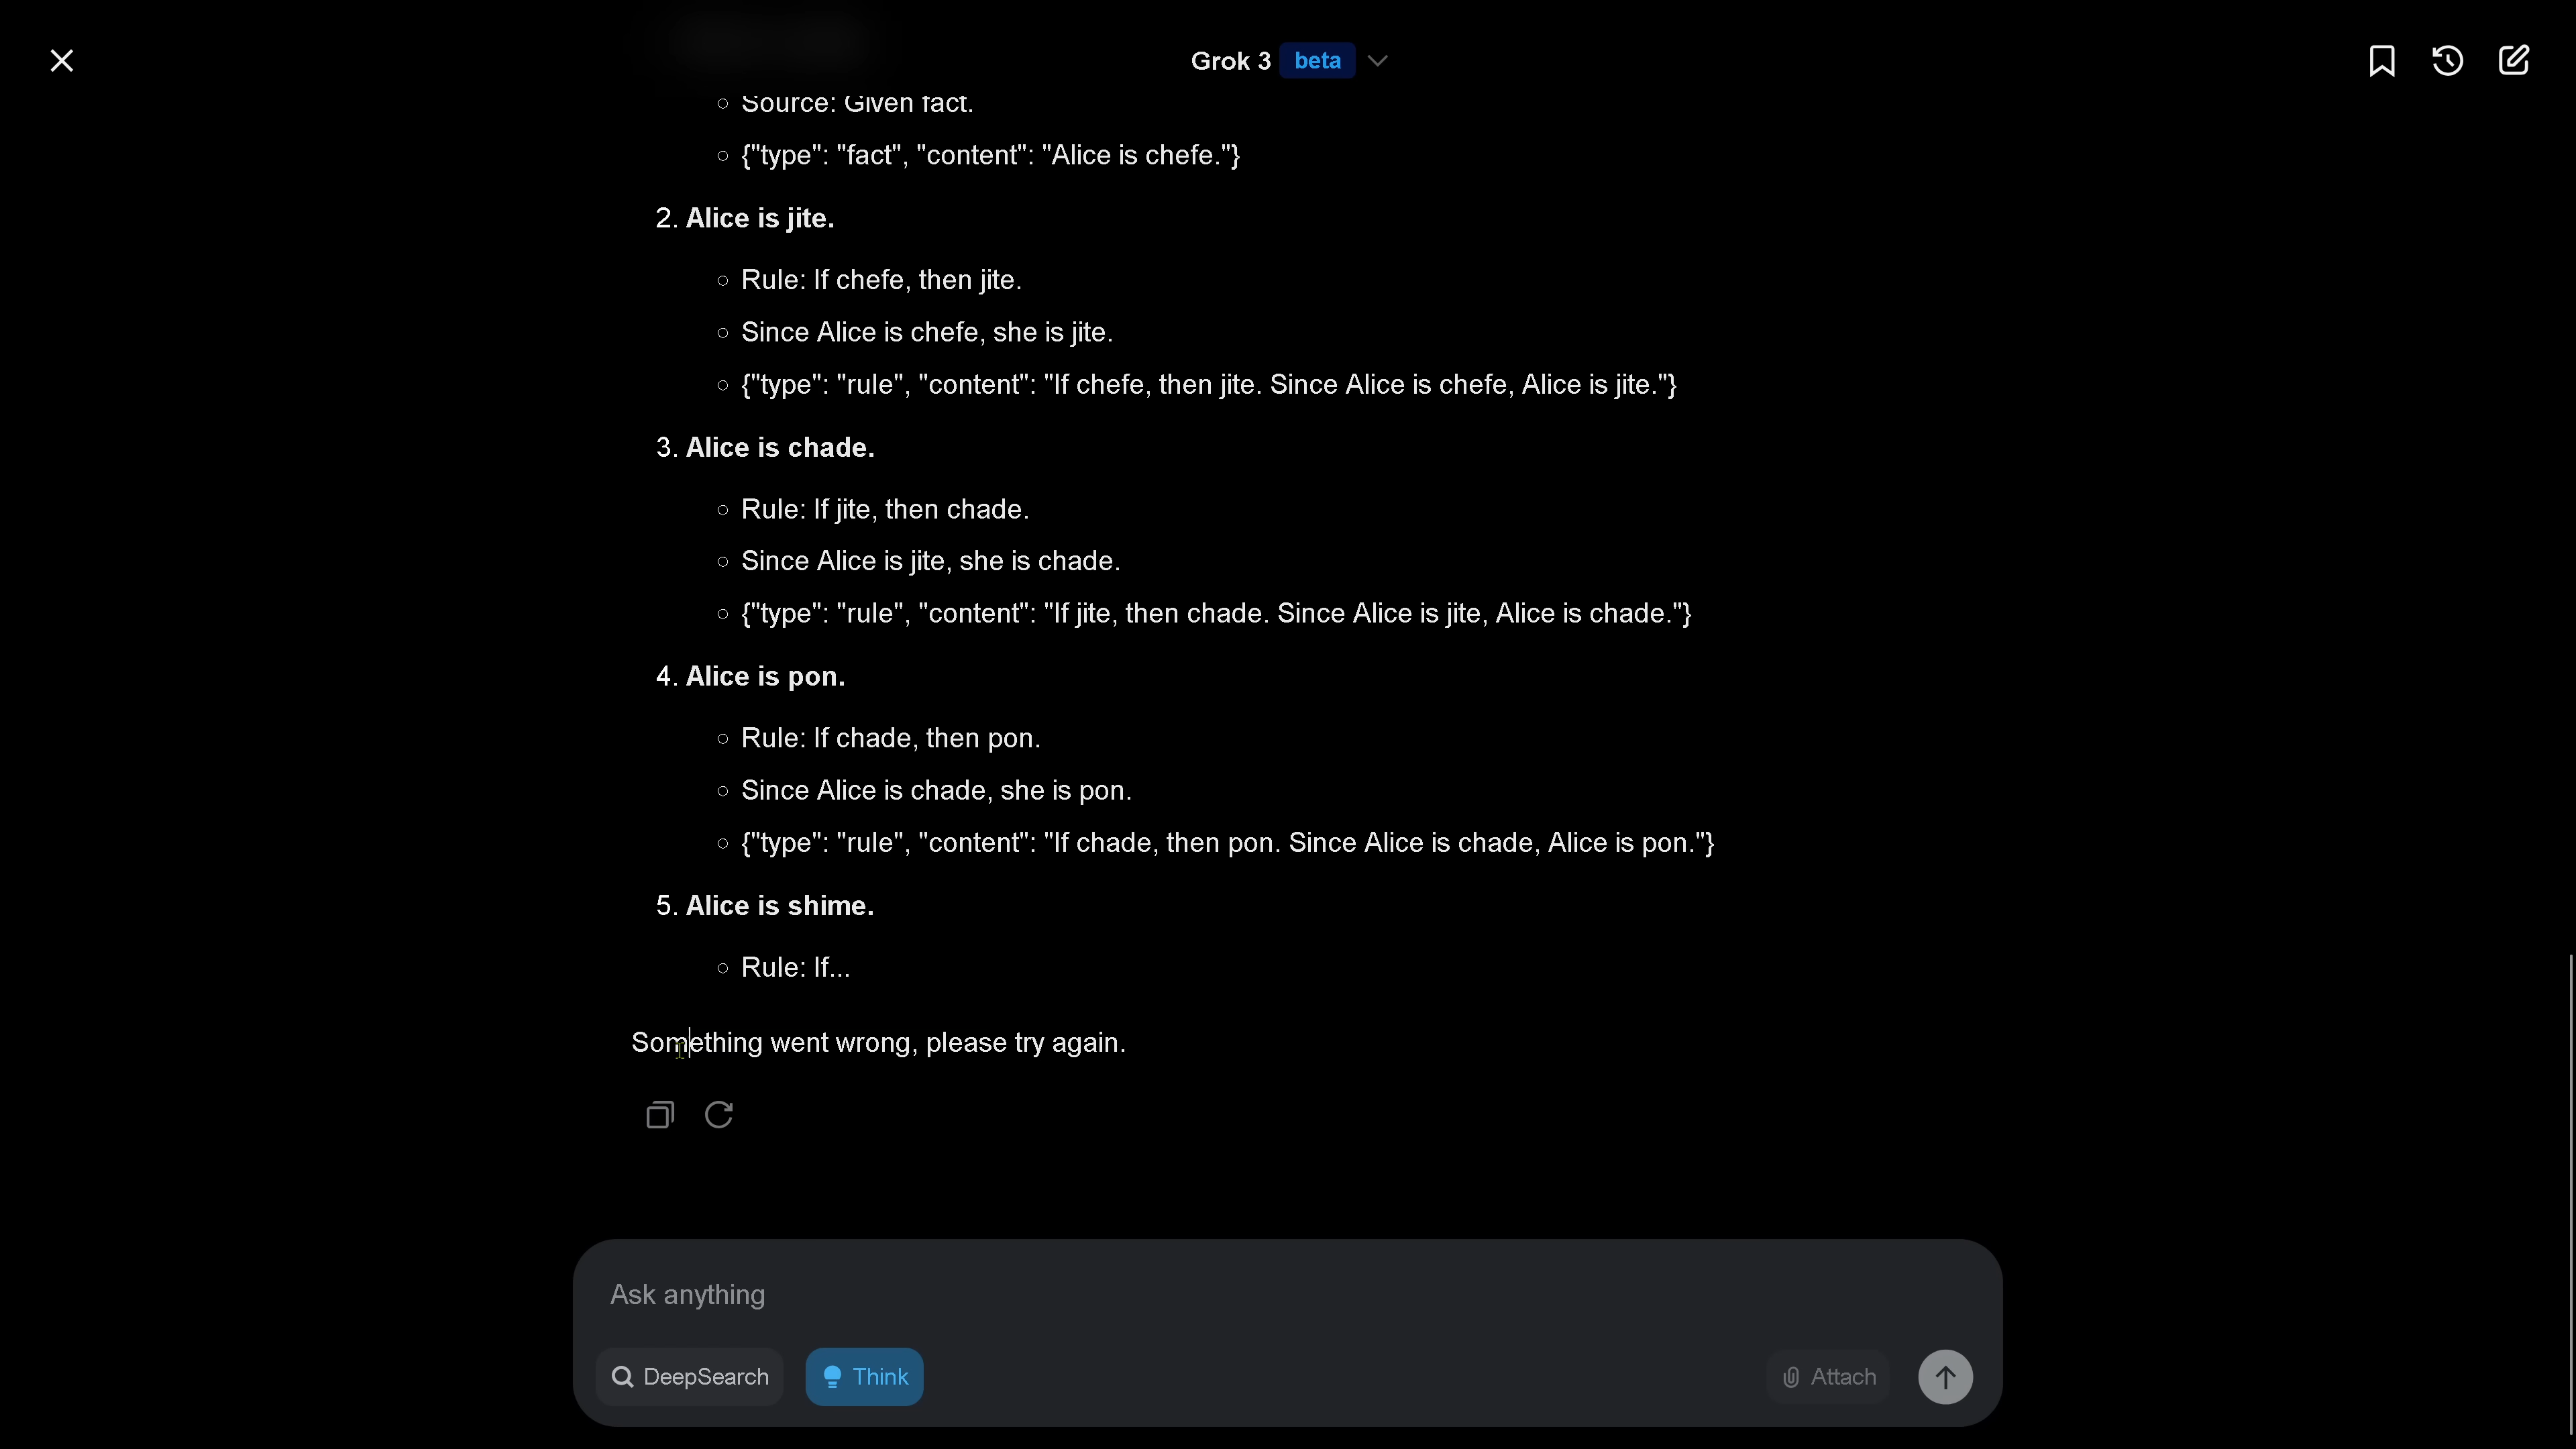 Grok 3 beta
Source: Given fact.
{"type": "fact", "content": "Alice is chefe."}
2. Alice is jite.
Rule: If chefe, then jite.
Since Alice is chefe, she is jite.
{"type": "rule", "content": "If chefe, then jite. Since Alice is chefe, Alice is jite."}
3. Alice is chade.
Rule: If jite, then chade.
Since Alice is jite, she is chade.
{"type": "rule", "content": "If jite, then chade. Since Alice is jite, Alice is chade."}
4. Alice is pon.
Rule: If chade, then pon.
Since Alice is chade, she is pon.
{"type": "rule", "content": "If chade, then pon. Since Alice is chade, Alice is pon."}
5. Alice is shime.
Rule: If...
Something went wrong, please try again.
Ask anything
DeepSearch Think Attach